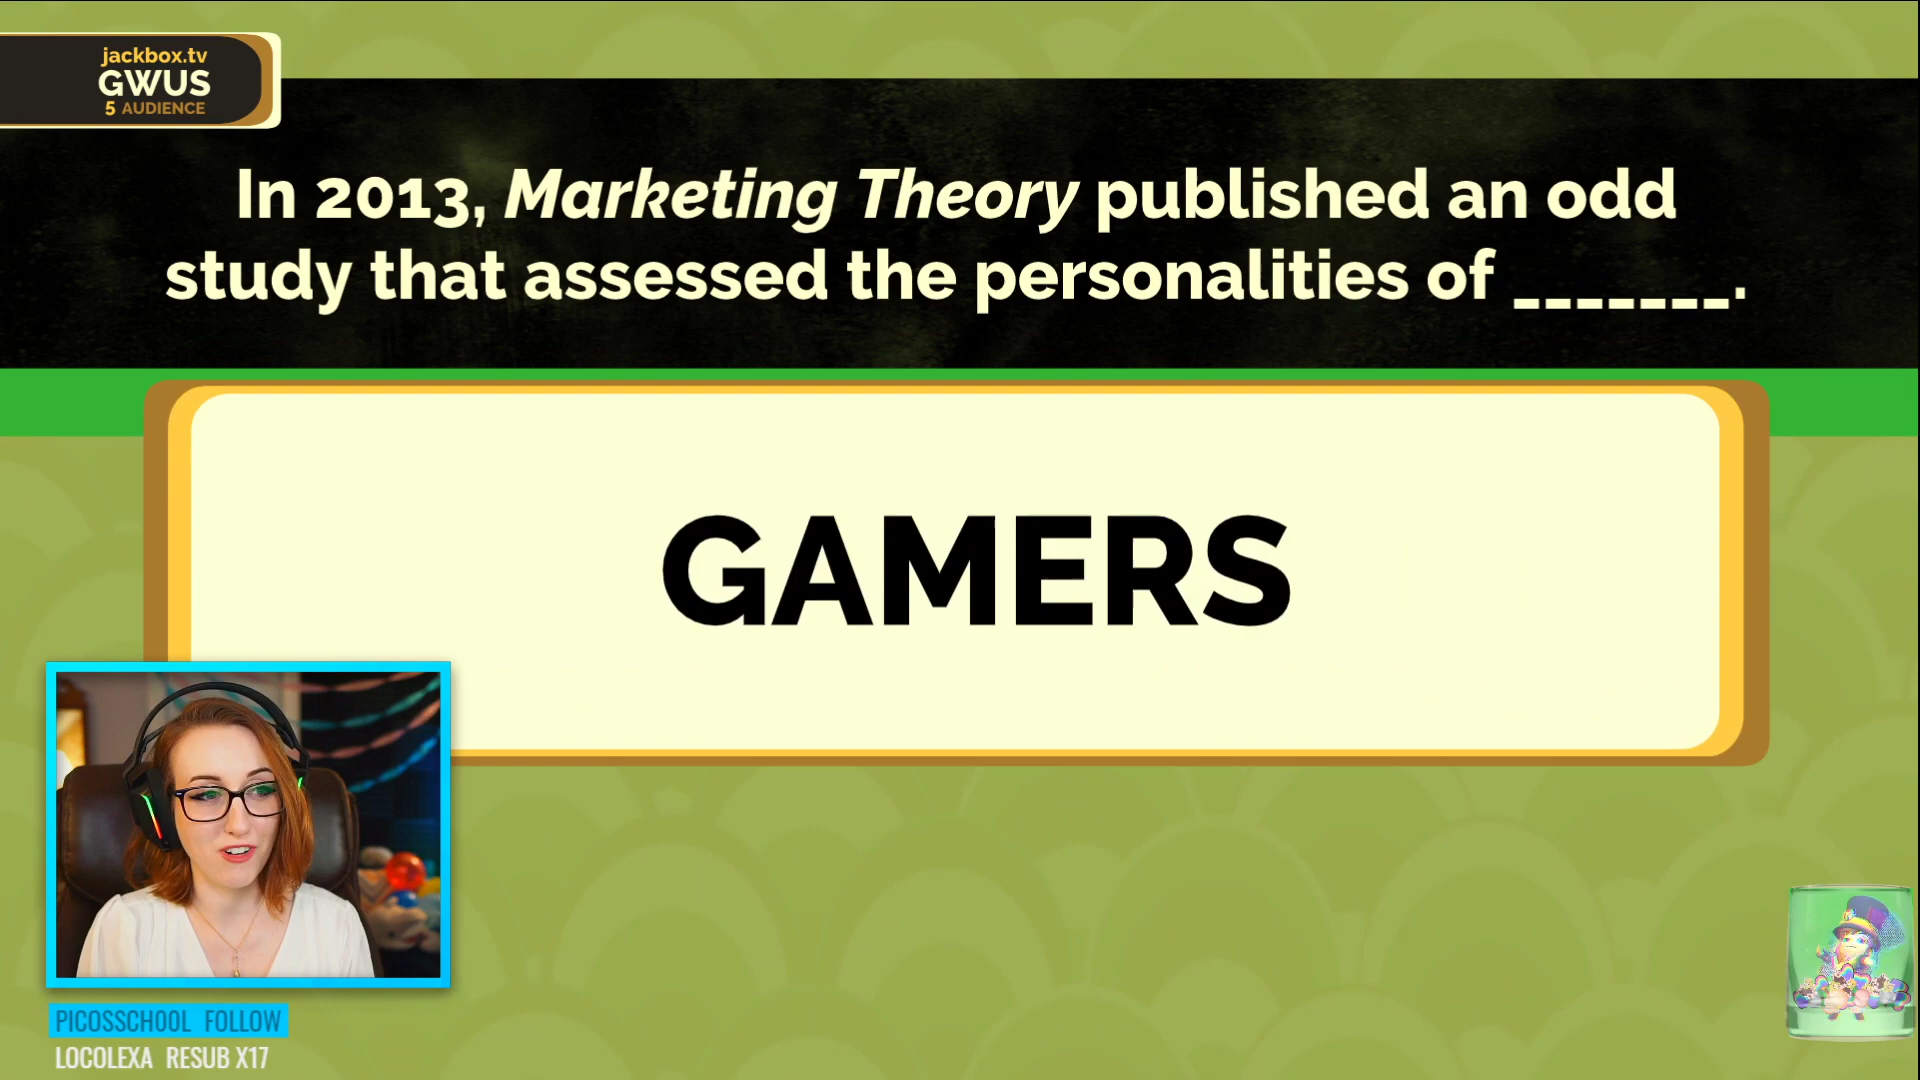 jackbox.tv
GWUS
5 AUDIENCE
In 2013, Marketing Theory published an odd
study that assessed the personalities of _______.
GAMERS
PICOSSCHOOL FOLLOW
LOCOLEXA RESUB X17